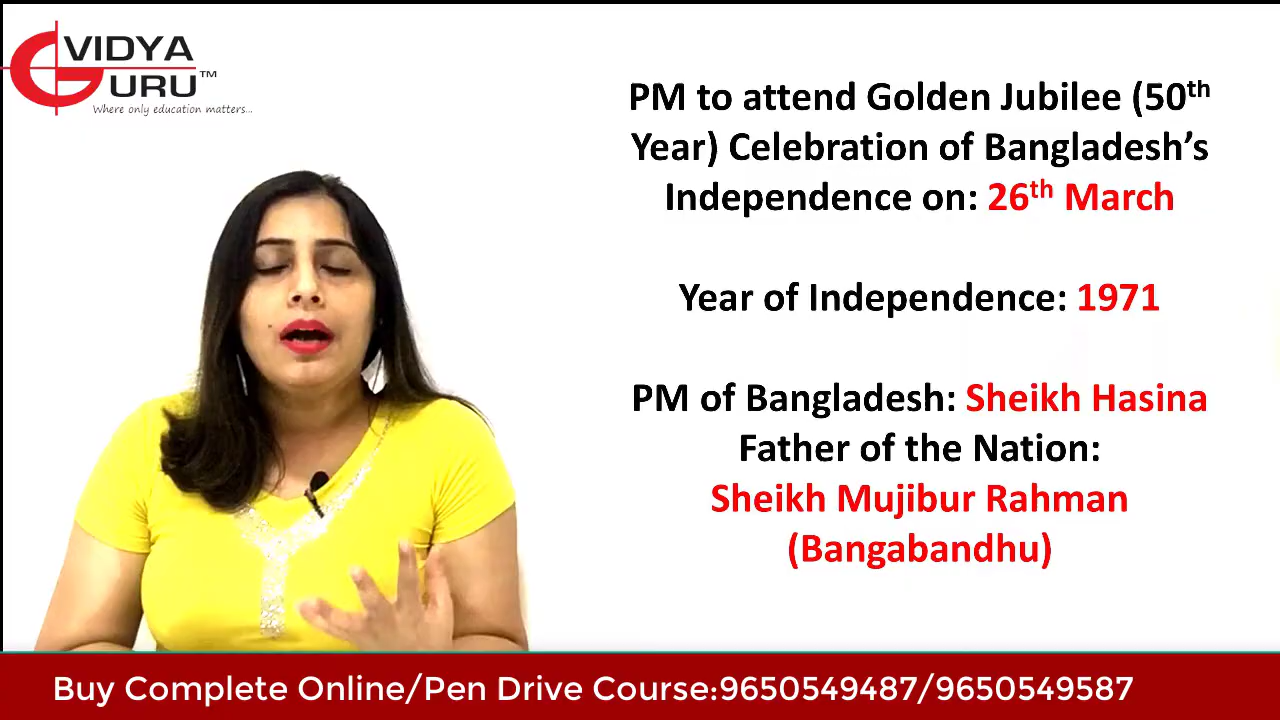 VIDYA
GURU™
Where only education matters...
PM to attend Golden Jubilee (50th
Year) Celebration of Bangladesh’s
Independence on: 26th March
Year of Independence: 1971
PM of Bangladesh: Sheikh Hasina
Father of the Nation:
Sheikh Mujibur Rahman
(Bangabandhu)
Buy Complete Online/Pen Drive Course:9650549487/9650549587